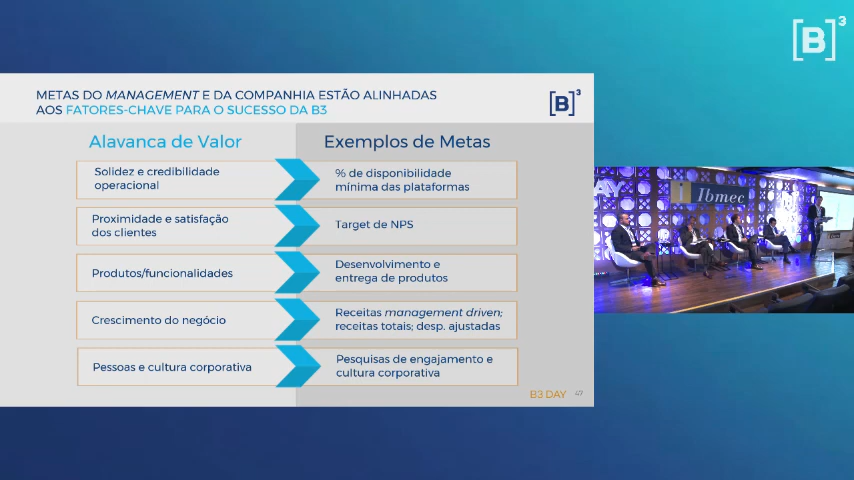 [B]³
METAS DO MANAGEMENT E DA COMPANHIA ESTÃO ALINHADAS
AOS FATORES-CHAVE PARA O SUCESSO DA B3
[B]³
Alavanca de Valor
Exemplos de Metas
Solidez e credibilidade
operacional
% de disponibilidade
mínima das plataformas
Proximidade e satisfação
dos clientes
Target de NPS
Produtos/funcionalidades
Desenvolvimento e
entrega de produtos
Crescimento do negócio
Receitas management driven;
receitas totais; desp. ajustadas
Pessoas e cultura corporativa
Pesquisas de engajamento e
cultura corporativa
B3 DAY 47
AY
Ibmec